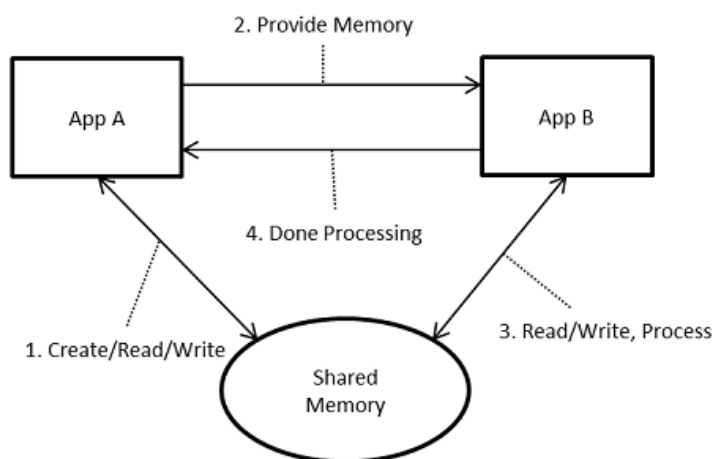 2. Provide Memory
App A
App B
4. Done Processing
1. Create/Read/Write
3. Read/Write, Process
Shared
Memory